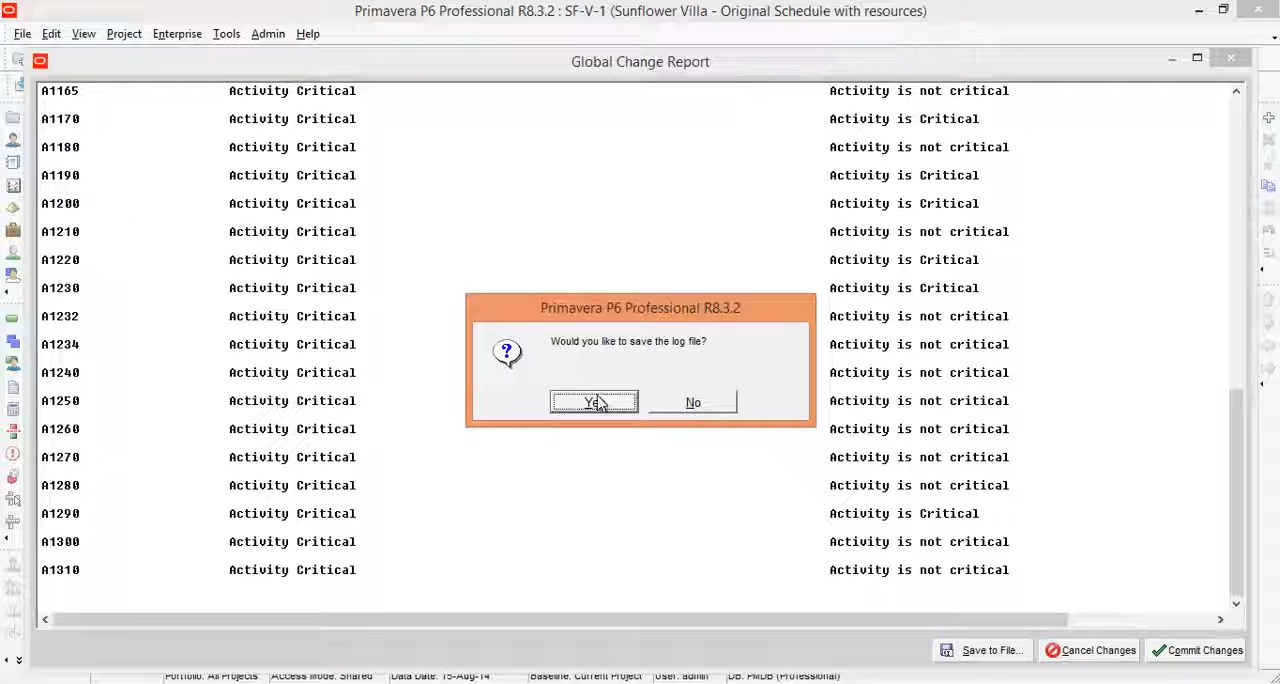 Primavera P6 Professional R8.3.2 : SF-V-1 (Sunflower Villa - Original Schedule with resources)
File Edit View Project Enterprise Tools Admin Help
Global Change Report
A1165 Activity Critical Activity is not critical
A1170 Activity Critical Activity is Critical
A1180 Activity Critical Activity is not critical
A1190 Activity Critical Activity is Critical
A1200 Activity Critical Activity is Critical
A1210 Activity Critical Activity is not critical
A1220 Activity Critical Activity is Critical
A1230 Activity Critical Activity is Critical
A1232 Activity Critical Activity is not critical
A1234 Activity Critical Activity is not critical
A1240 Activity Critical Activity is not critical
A1250 Activity Critical Activity is not critical
A1260 Activity Critical Activity is not critical
A1270 Activity Critical Activity is not critical
A1280 Activity Critical Activity is not critical
A1290 Activity Critical Activity is Critical
A1300 Activity Critical Activity is not critical
A1310 Activity Critical Activity is not critical
Primavera P6 Professional R8.3.2
Would you like to save the log file?
Yes No
Save to File... Cancel Changes Commit Changes
Portfolio: All Projects Access Mode: Shared Data Date: 15-Aug-14 Baseline: Current Project User: admin DB: PMDB (Professional)